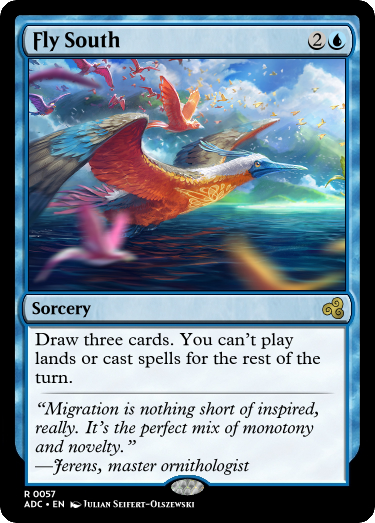 Fly South 2
Sorcery
Draw three cards. You can't play
lands or cast spells for the rest of the
turn.
“Migration is nothing short of inspired,
really. It's the perfect mix of monotony
and novelty.”
—Jerens, master ornithologist
R 0057
ADC • EN Julian Seifert-Olszewski